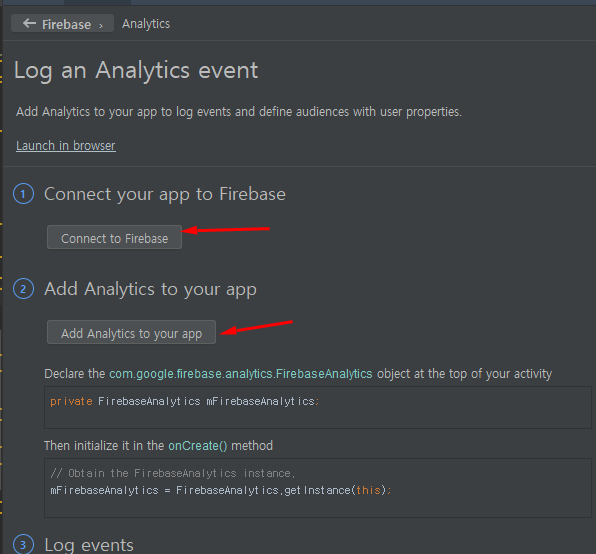 ← Firebase › Analytics
Log an Analytics event
Add Analytics to your app to log events and define audiences with user properties.
Launch in browser
1 Connect your app to Firebase
Connect to Firebase
2 Add Analytics to your app
Add Analytics to your app
Declare the com.google.firebase.analytics.FirebaseAnalytics object at the top of your activity
private FirebaseAnalytics mFirebaseAnalytics;
Then initialize it in the onCreate() method
// Obtain the FirebaseAnalytics instance.
mFirebaseAnalytics = FirebaseAnalytics.getInstance(this);
3 Log events